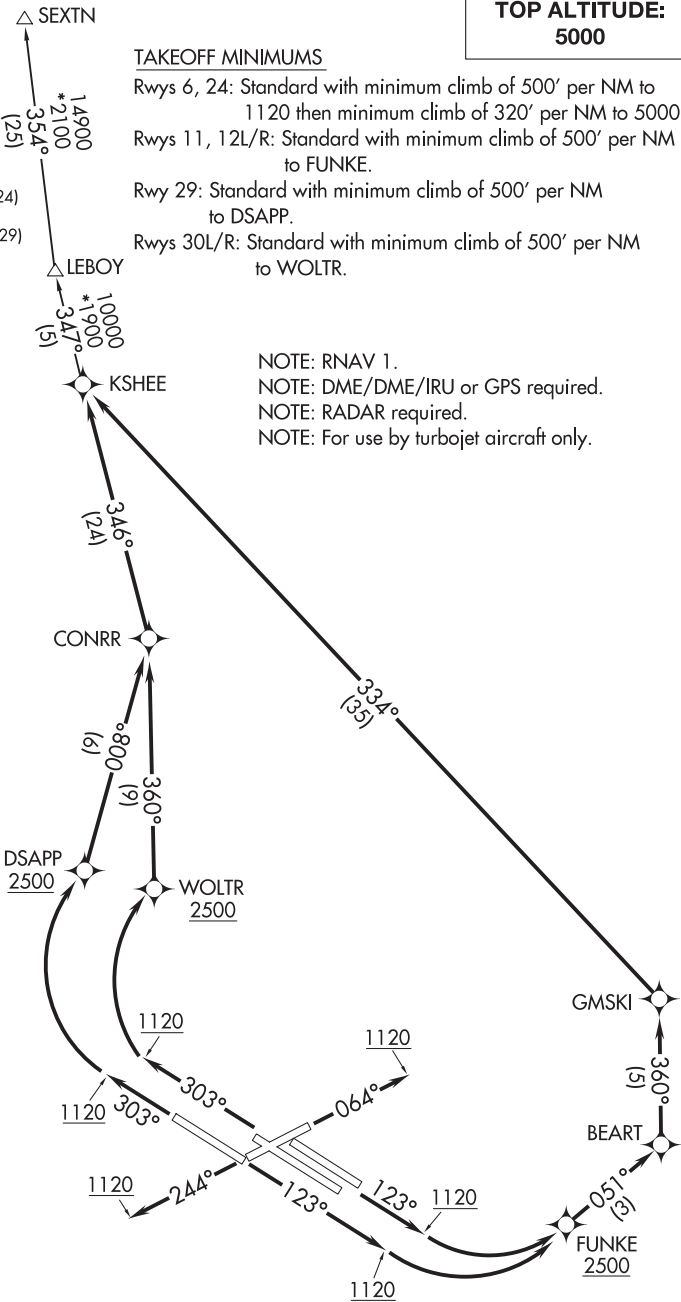 SEXTN
TOP ALTITUDE:
5000
TAKEOFF MINIMUMS
Rwys 6, 24: Standard with minimum climb of 500' per NM to
1120 then minimum climb of 320' per NM to 5000
Rwys 11, 12L/R: Standard with minimum climb of 500' per NM
to FUNKE.
Rwy 29: Standard with minimum climb of 500' per NM
to DSAPP.
Rwys 30L/R: Standard with minimum climb of 500' per NM
to WOLTR.
14900
*2100
354°
(25)
24)
29)
LEBOY
10000
*1900
347°
(5)
KSHEE
NOTE: RNAV 1.
NOTE: DME/DME/IRU or GPS required.
NOTE: RADAR required.
NOTE: For use by turbojet aircraft only.
346°
(24)
CONRR
334°
(35)
008°
(6)
360°
(9)
DSAPP
2500
WOLTR
2500
GMSKI
1120
1120
360°
(5)
303°
303°
064°
1120
BEART
1120
244°
123°
123°
1120
051°
(3)
FUNKE
2500
1120